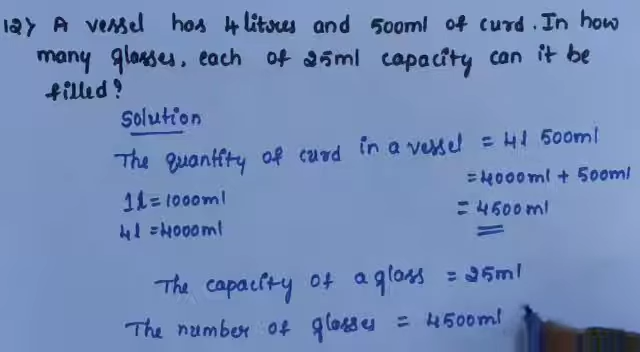 12) A vessel has 4 litres and 500ml of curd. In how
many glasses, each of 25ml capacity can it be
filled?
Solution
The quantity of curd in a vessel = 4l 500ml
= 4000ml + 500ml
1l = 1000ml
= 4500ml
4l = 4000ml
The capacity of a glass = 25ml
The number of glasses = 4500ml